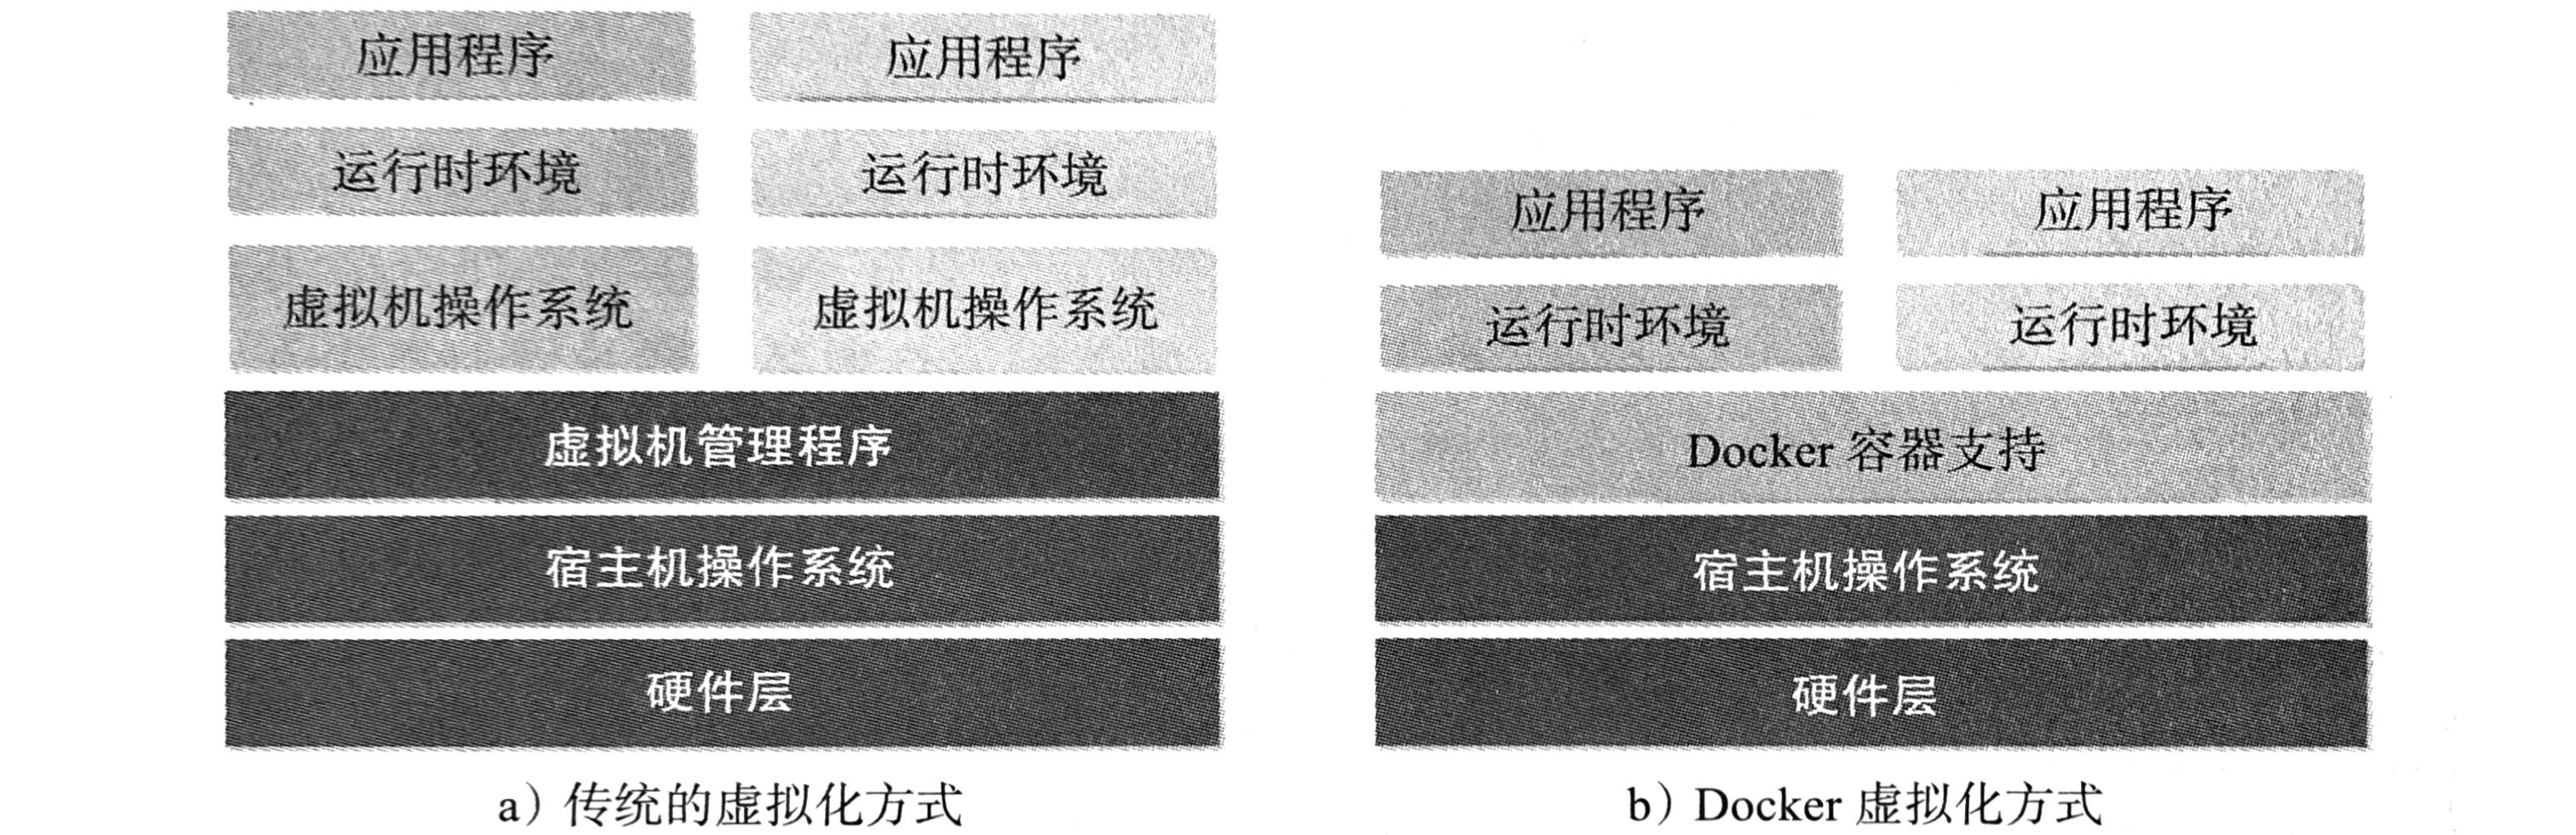 应用程序
应用程序
运行时环境
运行时环境
虚拟机操作系统
虚拟机操作系统
虚拟机管理程序
宿主机操作系统
硬件层
a）传统的虚拟化方式
应用程序
应用程序
运行时环境
运行时环境
Docker 容器支持
宿主机操作系统
硬件层
b）Docker 虚拟化方式